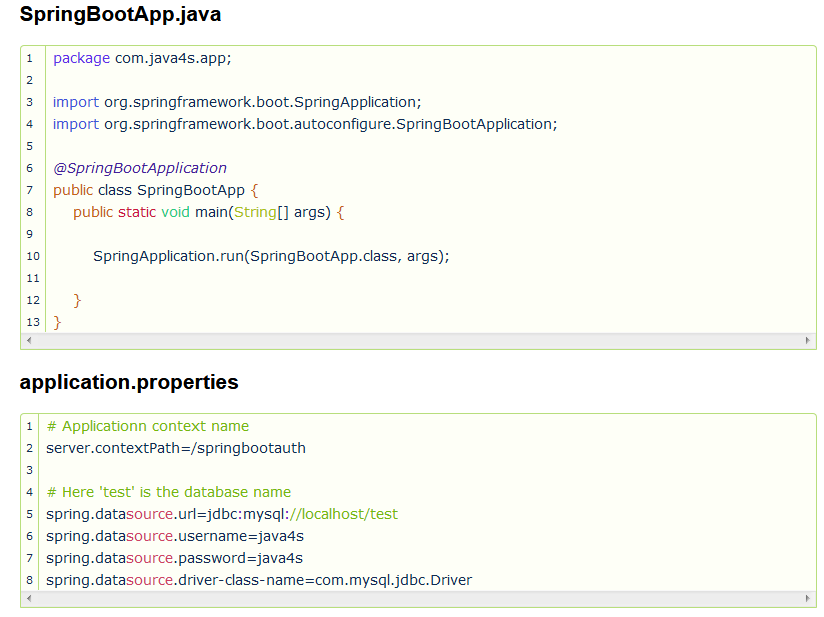 SpringBootApp.java
1 package com.java4s.app;
2
3 import org.springframework.boot.SpringApplication;
4 import org.springframework.boot.autoconfigure.SpringBootApplication;
5
6 @SpringBootApplication
7 public class SpringBootApp {
8 public static void main(String[] args) {
9
10 SpringApplication.run(SpringBootApp.class, args);
11
12 }
13 }
application.properties
1 # Applicationn context name
2 server.contextPath=/springbootauth
3
4 # Here 'test' is the database name
5 spring.datasource.url=jdbc:mysql://localhost/test
6 spring.datasource.username=java4s
7 spring.datasource.password=java4s
8 spring.datasource.driver-class-name=com.mysql.jdbc.Driver